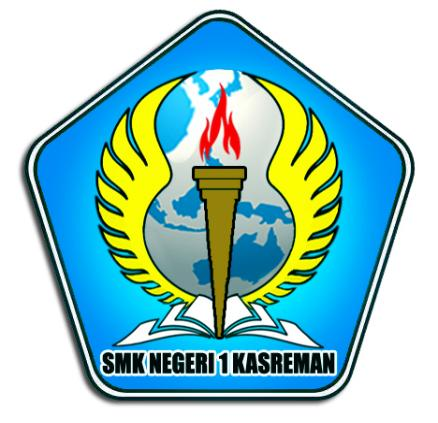 SMK NEGERI 1 KASREMAN